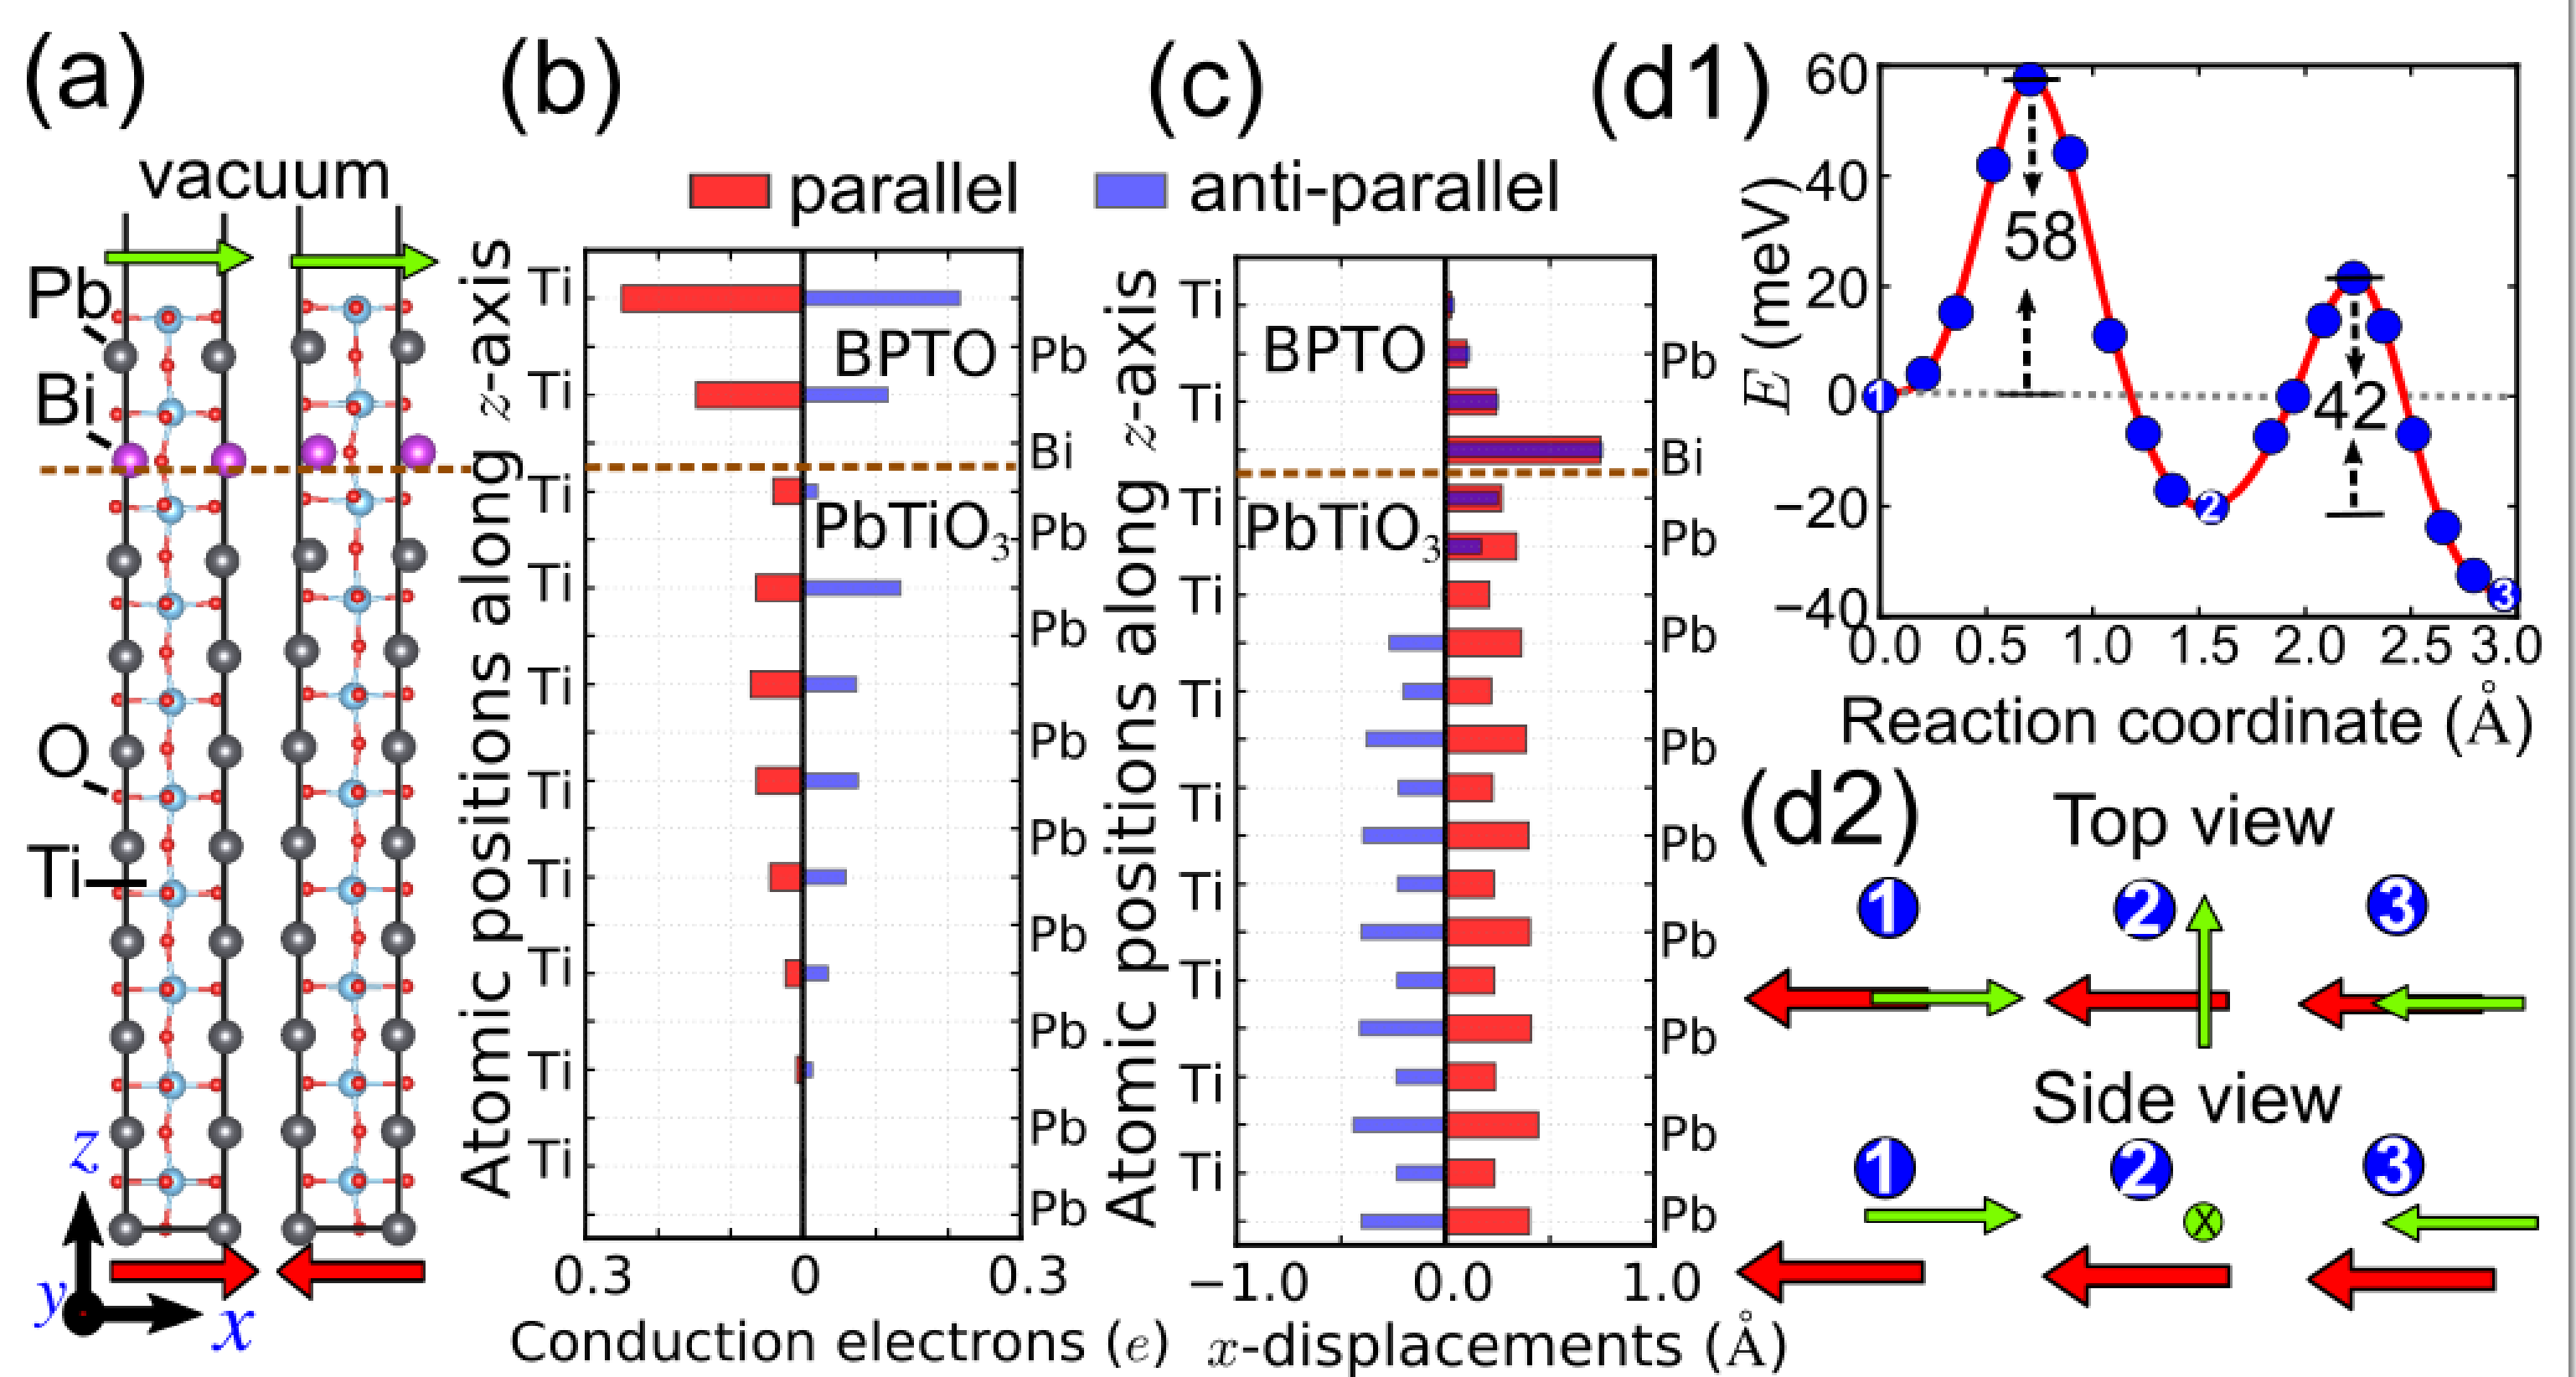 (a)
vacuum
Pb
Bi
O
Ti
z
y
x
(b)
parallel
Atomic positions along z-axis
Ti
Ti
Ti
Ti
Ti
Ti
Ti
Ti
Ti
Ti
BPTO
PbTiO3
Pb
Bi
Pb
Pb
Pb
Pb
Pb
Pb
Pb
Pb
0.3
0
0.3
Conduction electrons (e)
(c)
anti-parallel
Atomic positions along z-axis
Ti
Ti
Ti
Ti
Ti
Ti
Ti
Ti
Ti
Ti
BPTO
PbTiO3
Pb
Bi
Pb
Pb
Pb
Pb
Pb
Pb
Pb
Pb
−1.0
0.0
1.0
x-displacements (Å)
(d1)
E (meV)
60
40
20
0
−20
−40
58
42
1
2
3
0.0 0.5 1.0 1.5 2.0 2.5 3.0
Reaction coordinate (Å)
(d2)
Top view
1 2 3
Side view
1 2 3
X